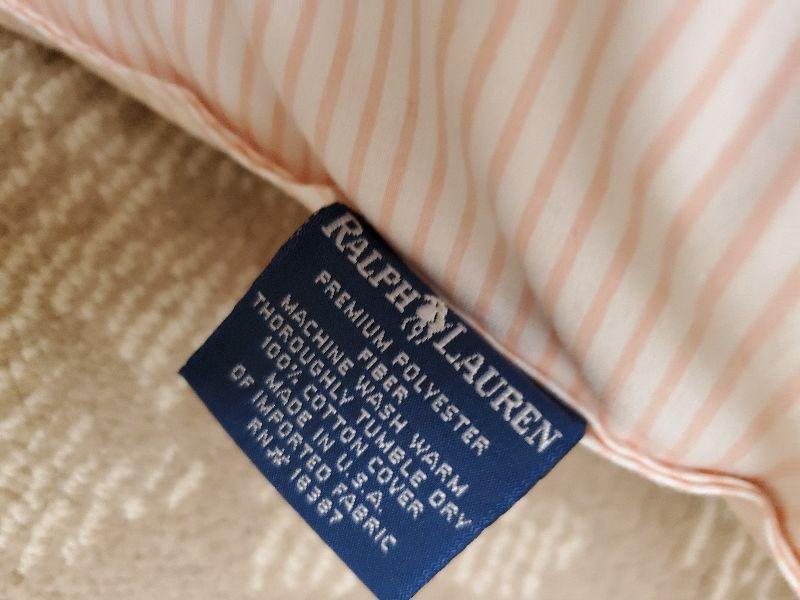 RALPH LAUREN
PREMIUM POLYESTER
FIBER
MACHINE WASH WARM
THOROUGHLY TUMBLE DRY
100% COTTON COVER
MADE IN U.S.A.
OF IMPORTED FABRIC
RN# 16387